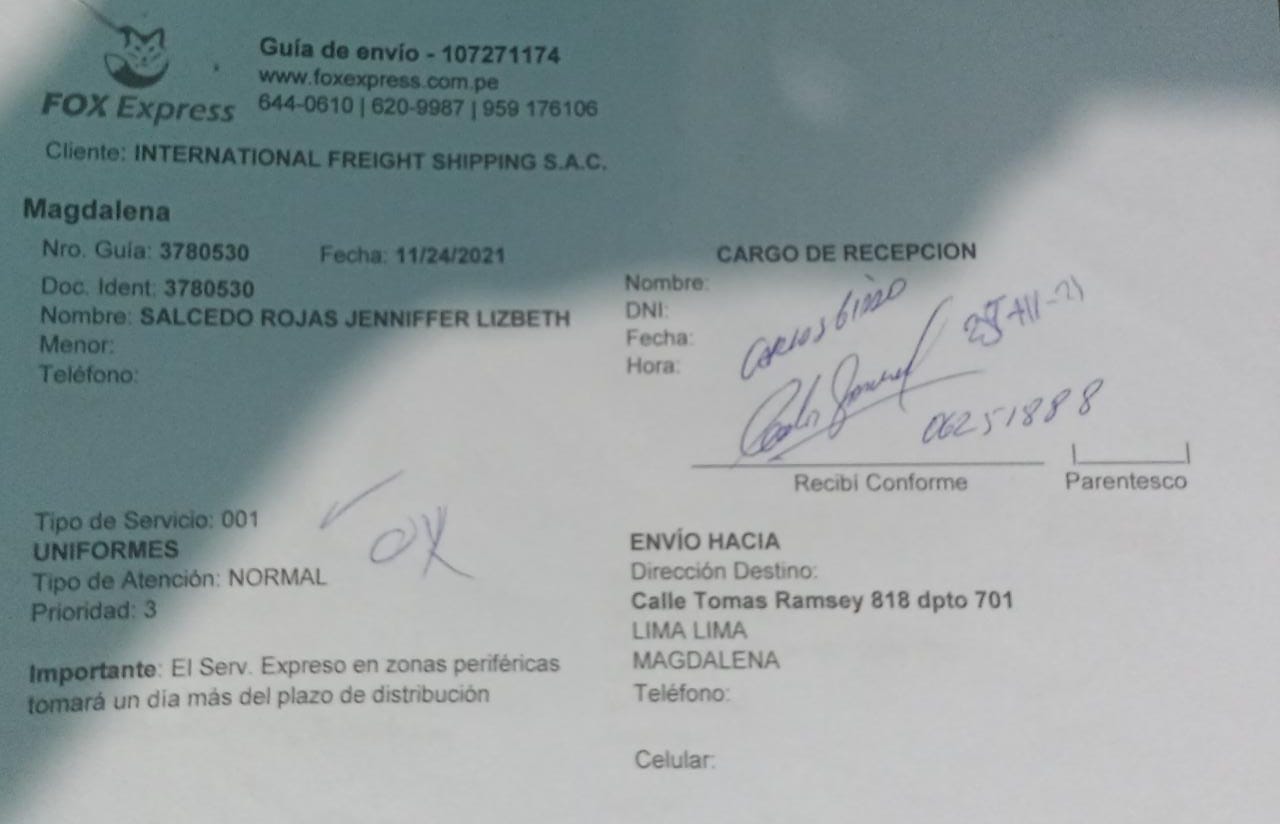 FOX Express
Guía de envío - 107271174
www.foxexpress.com.pe
644-0610 | 620-9987 | 959 176106
Cliente: INTERNATIONAL FREIGHT SHIPPING S.A.C.
Magdalena
Nro. Guía: 3780530 Fecha: 11/24/2021
Doc. Ident: 3780530
Nombre: SALCEDO ROJAS JENNIFFER LIZBETH
Menor:
Teléfono:
CARGO DE RECEPCION
Nombre:
DNI:
Fecha:
Hora:
Carlos
06251888
Recibí Conforme
Parentesco
Tipo de Servicio: 001
UNIFORMES
Tipo de Atención: NORMAL
Prioridad: 3
Importante: El Serv. Expreso en zonas periféricas
tomará un día más del plazo de distribución
ENVÍO HACIA
Dirección Destino:
Calle Tomas Ramsey 818 dpto 701
LIMA LIMA
MAGDALENA
Teléfono:
Celular: